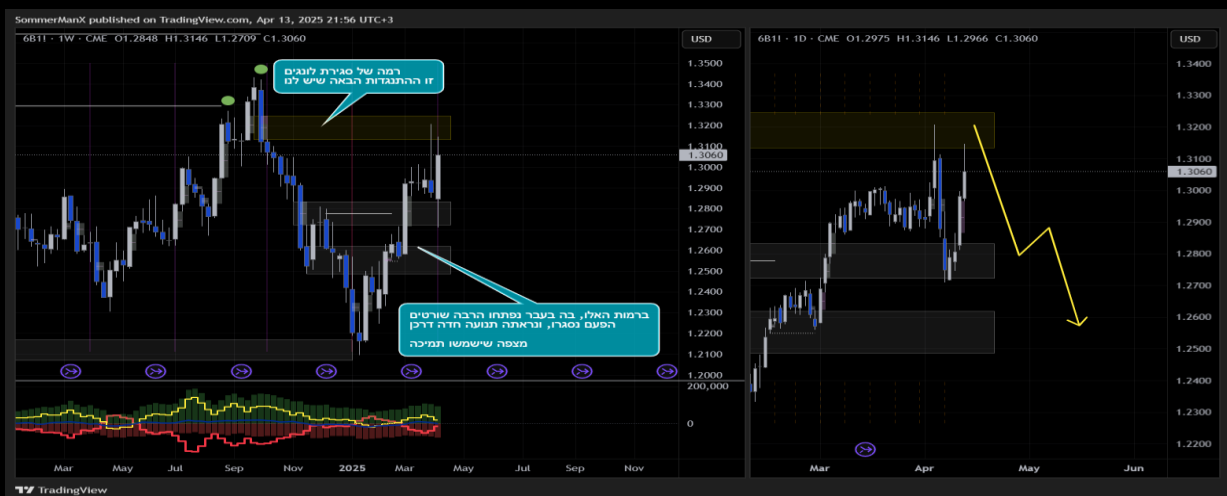 SommerManX published on TradingView.com, Apr 13, 2025 21:56 UTC+3
6B1! · 1W · CME O1.2848 H1.3146 L1.2709 C1.3060
USD
רמה של סגירת לונגים
זו ההתנגדות הבאה שיש לנו
ברמות האלו, בה בעבר נפתחו הרבה שורטים
הפעם נסגרו, ונראתה תנועה חדה דרכן
מצפה שישמשו תמיכה
1.3500
1.3400
1.3300
1.3200
1.3100
1.3060
1.3000
1.2900
1.2800
1.2700
1.2600
1.2500
1.2400
1.2300
1.2200
1.2100
1.2000
200,000
0
Mar May Jul Sep Nov 2025 Mar May Jul Sep Nov
6B1! · 1D · CME O1.2975 H1.3146 L1.2966 C1.3060
USD
1.3400
1.3300
1.3200
1.3100
1.3060
1.3000
1.2900
1.2800
1.2700
1.2600
1.2500
1.2400
1.2300
1.2200
Mar Apr May Jun
TradingView